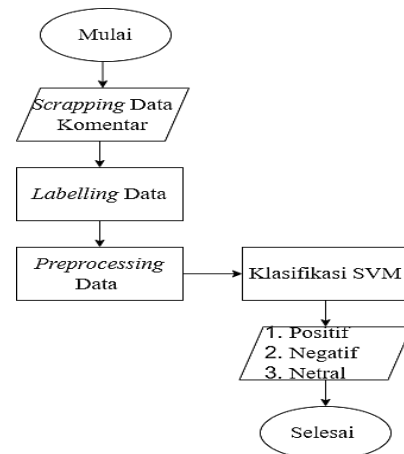 Mulai
Scrapping Data
Komentar
Labelling Data
Preprocessing
Data
Klasifikasi SVM
1. Positif
2. Negatif
3. Netral
Selesai